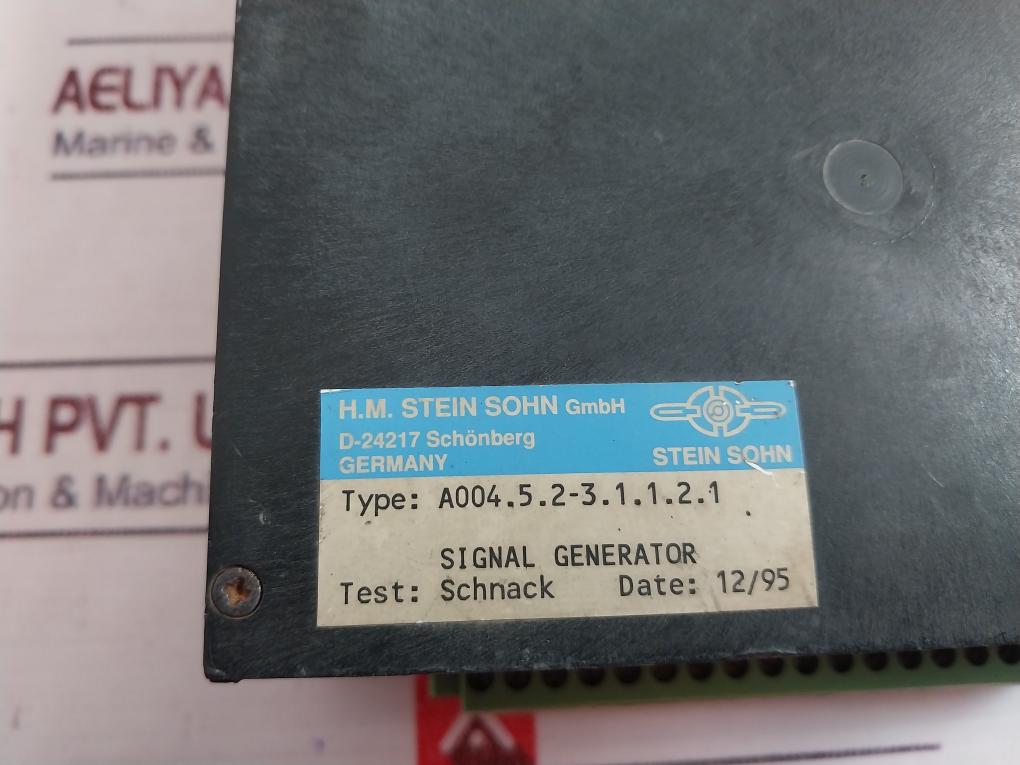 AELIYA
Marine &
H PVT.
on & Machi
H.M. STEIN SOHN GmbH
D-24217 Schönberg
GERMANY
STEIN SOHN
Type: A004.5.2-3.1.1.2.1
SIGNAL GENERATOR
Test: Schnack Date: 12/95